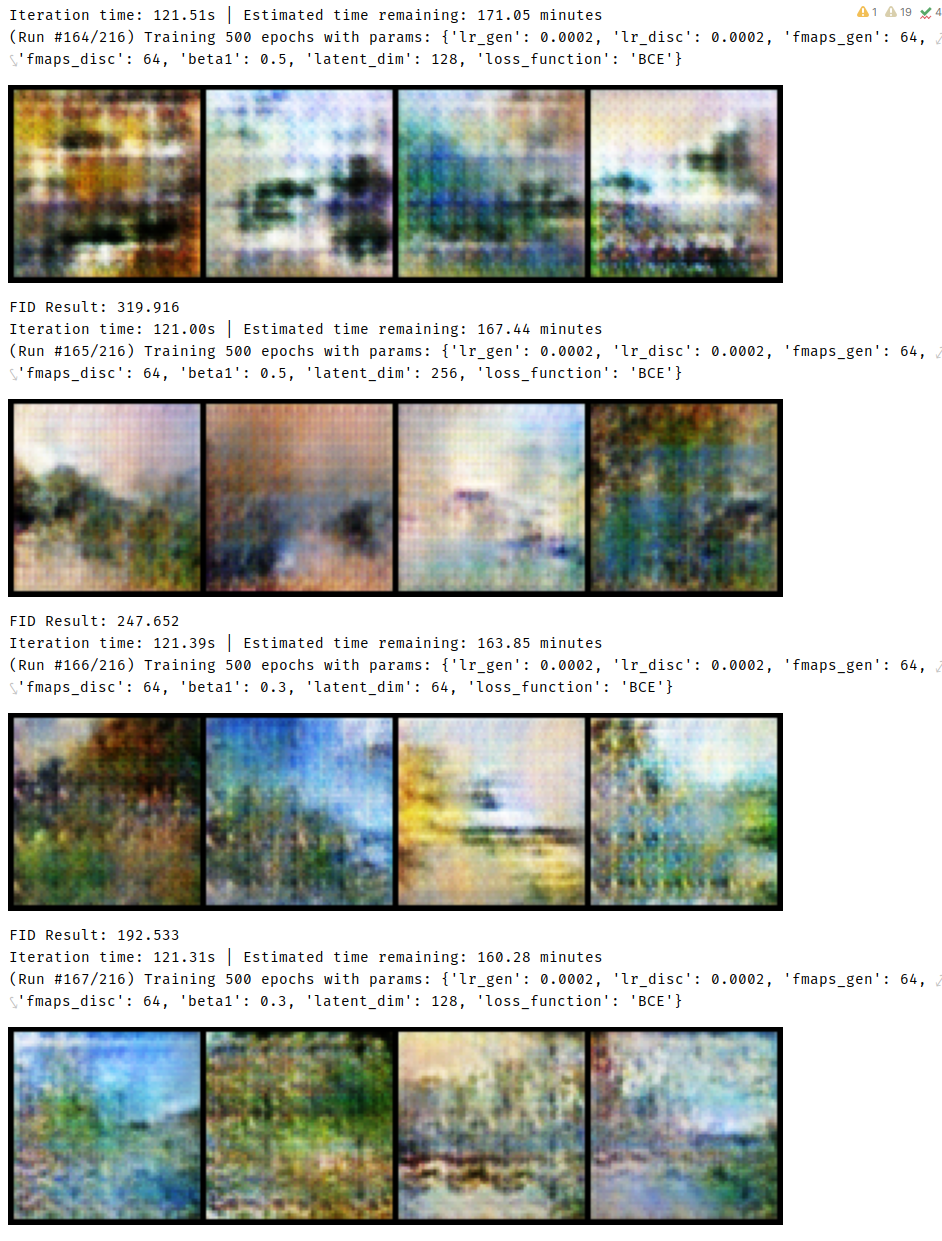 Iteration time: 121.51s | Estimated time remaining: 171.05 minutes
1 19 4
(Run #164/216) Training 500 epochs with params: {'lr_gen': 0.0002, 'lr_disc': 0.0002, 'fmaps_gen': 64,
'fmaps_disc': 64, 'beta1': 0.5, 'latent_dim': 128, 'loss_function': 'BCE'}
FID Result: 319.916
Iteration time: 121.00s | Estimated time remaining: 167.44 minutes
(Run #165/216) Training 500 epochs with params: {'lr_gen': 0.0002, 'lr_disc': 0.0002, 'fmaps_gen': 64,
'fmaps_disc': 64, 'beta1': 0.5, 'latent_dim': 256, 'loss_function': 'BCE'}
FID Result: 247.652
Iteration time: 121.39s | Estimated time remaining: 163.85 minutes
(Run #166/216) Training 500 epochs with params: {'lr_gen': 0.0002, 'lr_disc': 0.0002, 'fmaps_gen': 64,
'fmaps_disc': 64, 'beta1': 0.3, 'latent_dim': 64, 'loss_function': 'BCE'}
FID Result: 192.533
Iteration time: 121.31s | Estimated time remaining: 160.28 minutes
(Run #167/216) Training 500 epochs with params: {'lr_gen': 0.0002, 'lr_disc': 0.0002, 'fmaps_gen': 64,
'fmaps_disc': 64, 'beta1': 0.3, 'latent_dim': 128, 'loss_function': 'BCE'}